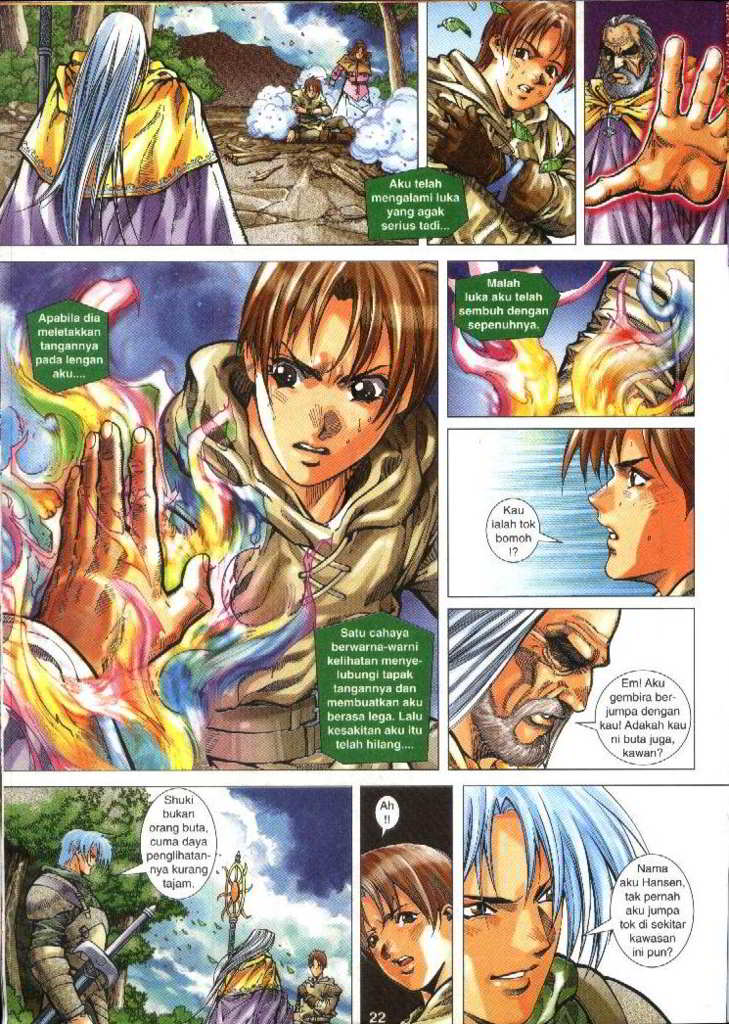 Aku telah
mengalami luka
yang agak
serius tadi...
Apabila dia
meletakkan
tangannya
pada lengan
aku....
Satu cahaya
berwarna-warni
kelihatan menye-
lubungi tapak
tangannya dan
membuatkan aku
berasa lega. Lalu
kesakitan aku itu
telah hilang....
Malah
luka aku telah
sembuh dengan
sepenuhnya.
Kau
ialah tok
bomoh
!?
Em! Aku
gembira ber-
jumpa dengan
kau! Adakah kau
ni buta juga,
kawan?
Shuki
bukan
orang buta,
cuma daya
penglihatan-
nya kurang
tajam.
Ah
!!
Nama
aku Hansen,
tak pernah
aku jumpa
tok di sekitar
kawasan
ini pun?
22